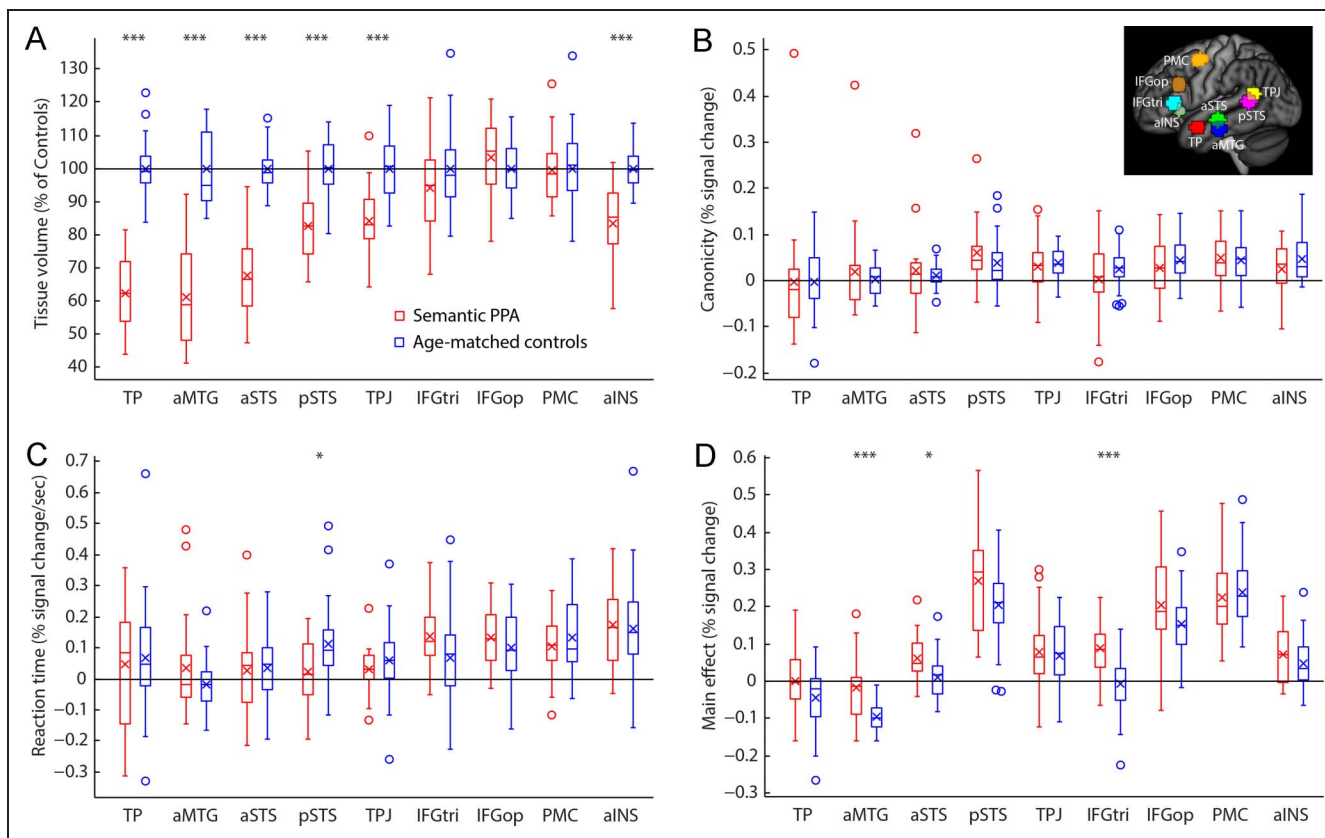 A
*** *** *** *** *** ***
Tissue volume (% of Controls)
130
120
110
100
90
80
70
60
50
40
Semantic PPA
Age-matched controls
TP aMTG aSTS pSTS TPJ IFGtri IFGop PMC aINS
B
Canonicity (% signal change)
0.5
0.4
0.3
0.2
0.1
0
−0.1
−0.2
PMC
IFGop
IFGtri
aINS
TP
aSTS
aMTG
TPJ
pSTS
TP aMTG aSTS pSTS TPJ IFGtri IFGop PMC aINS
C
*
Reaction time (% signal change/sec)
0.7
0.6
0.5
0.4
0.3
0.2
0.1
0
−0.1
−0.2
−0.3
TP aMTG aSTS pSTS TPJ IFGtri IFGop PMC aINS
D
*** * ***
Main effect (% signal change)
0.6
0.5
0.4
0.3
0.2
0.1
0
−0.1
−0.2
−0.3
TP aMTG aSTS pSTS TPJ IFGtri IFGop PMC aINS